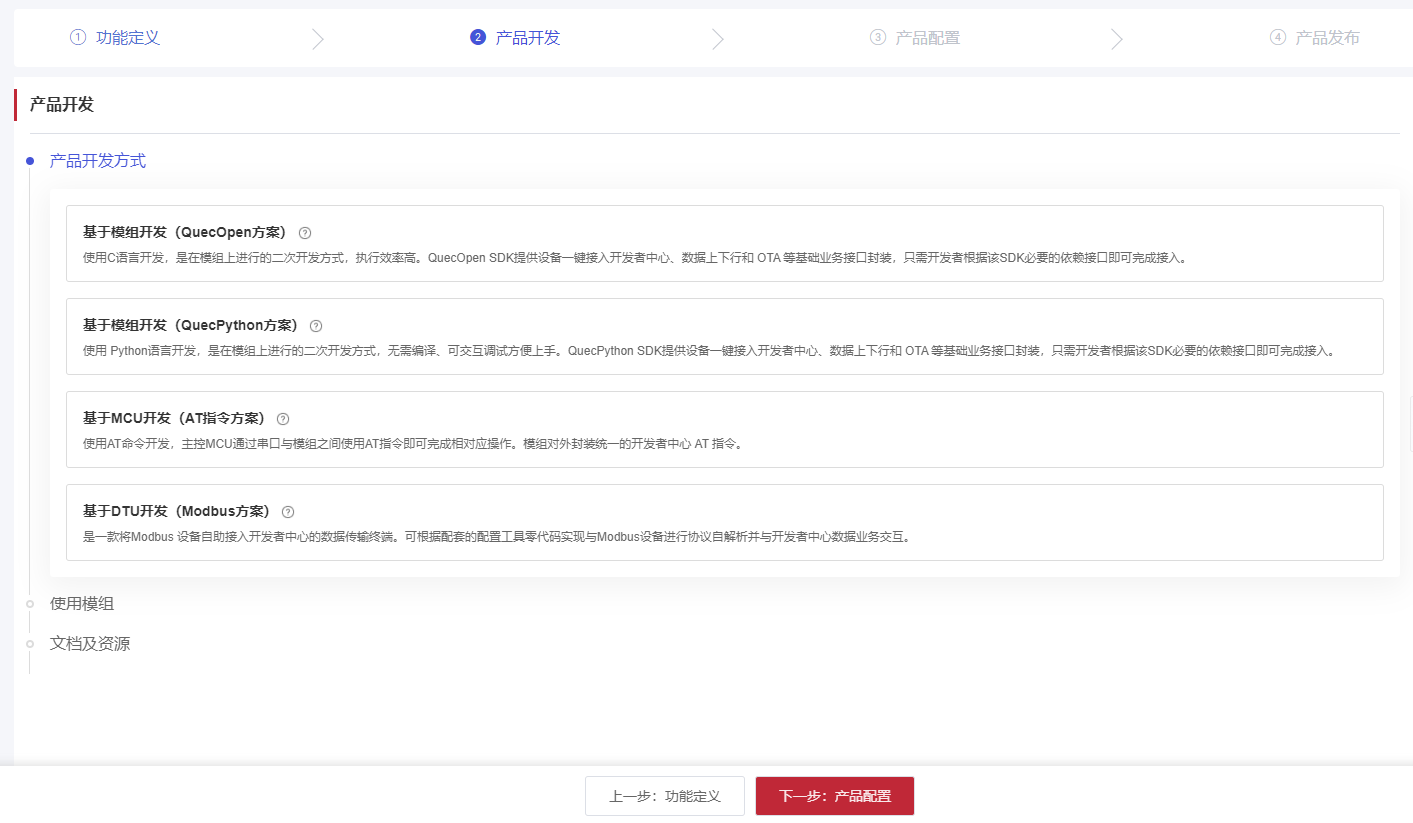 ① 功能定义
② 产品开发
③ 产品配置
④ 产品发布
产品开发
产品开发方式
基于模组开发（QuecOpen方案） ?
使用C语言开发，是在模组上进行的二次开发方式，执行效率高。QuecOpen SDK提供设备一键接入开发者中心、数据上下行和 OTA 等基础业务接口封装，只需开发者根据该SDK必要的依赖接口即可完成接入。
基于模组开发（QuecPython方案） ?
使用 Python语言开发，是在模组上进行的二次开发方式，无需编译、可交互调试方便上手。QuecPython SDK提供设备一键接入开发者中心、数据上下行和 OTA 等基础业务接口封装，只需开发者根据该SDK必要的依赖接口即可完成接入。
基于MCU开发（AT指令方案） ?
使用AT命令开发，主控MCU通过串口与模组之间使用AT指令即可完成相对应操作。模组对外封装统一的开发者中心 AT 指令。
基于DTU开发（Modbus方案） ?
是一款将Modbus 设备自助接入开发者中心的数据传输终端。可根据配套的配置工具零代码实现与Modbus设备进行协议自解析并与开发者中心数据业务交互。
使用模组
文档及资源
上一步：功能定义
下一步：产品配置